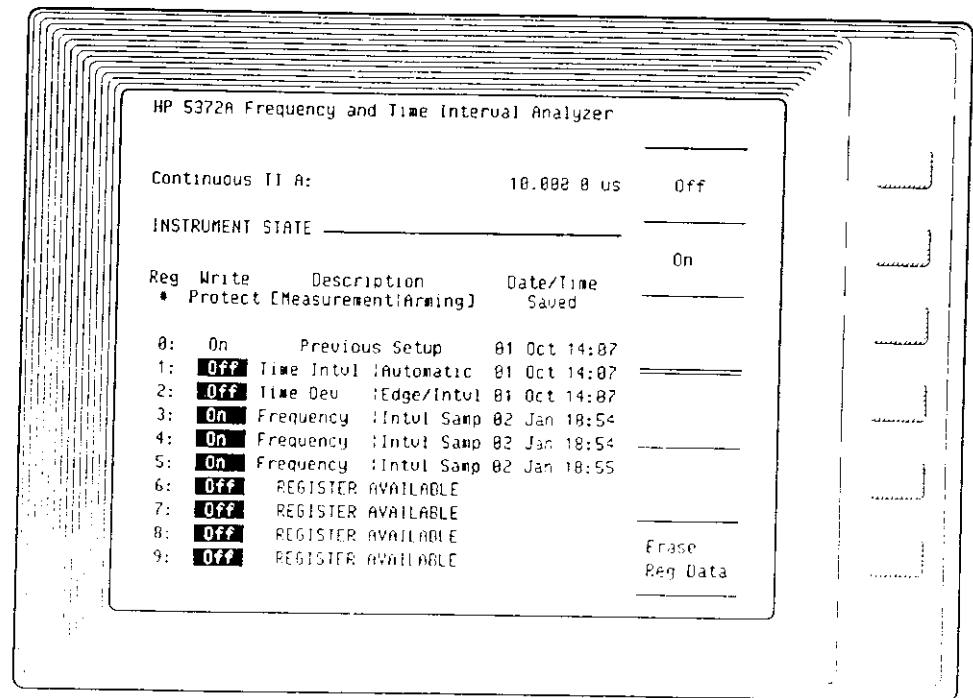 HP 5372A Frequency and Time Interval Analyzer
Continuous TI A: 10.002 0 us
Off
INSTRUMENT STATE
On
Reg Write Description Date/Time
# Protect [Measurement|Arming] Saved
0: On Previous Setup 01 Oct 14:07
1: Off Time Intvl |Automatic 01 Oct 14:07
2: Off Time Dev |Edge/Intvl 01 Oct 14:07
3: On Frequency |Intvl Samp 02 Jan 18:54
4: On Frequency |Intvl Samp 02 Jan 18:54
5: On Frequency |Intvl Samp 02 Jan 18:55
6: Off REGISTER AVAILABLE
7: Off REGISTER AVAILABLE
8: Off REGISTER AVAILABLE
9: Off REGISTER AVAILABLE
Erase
Reg Data